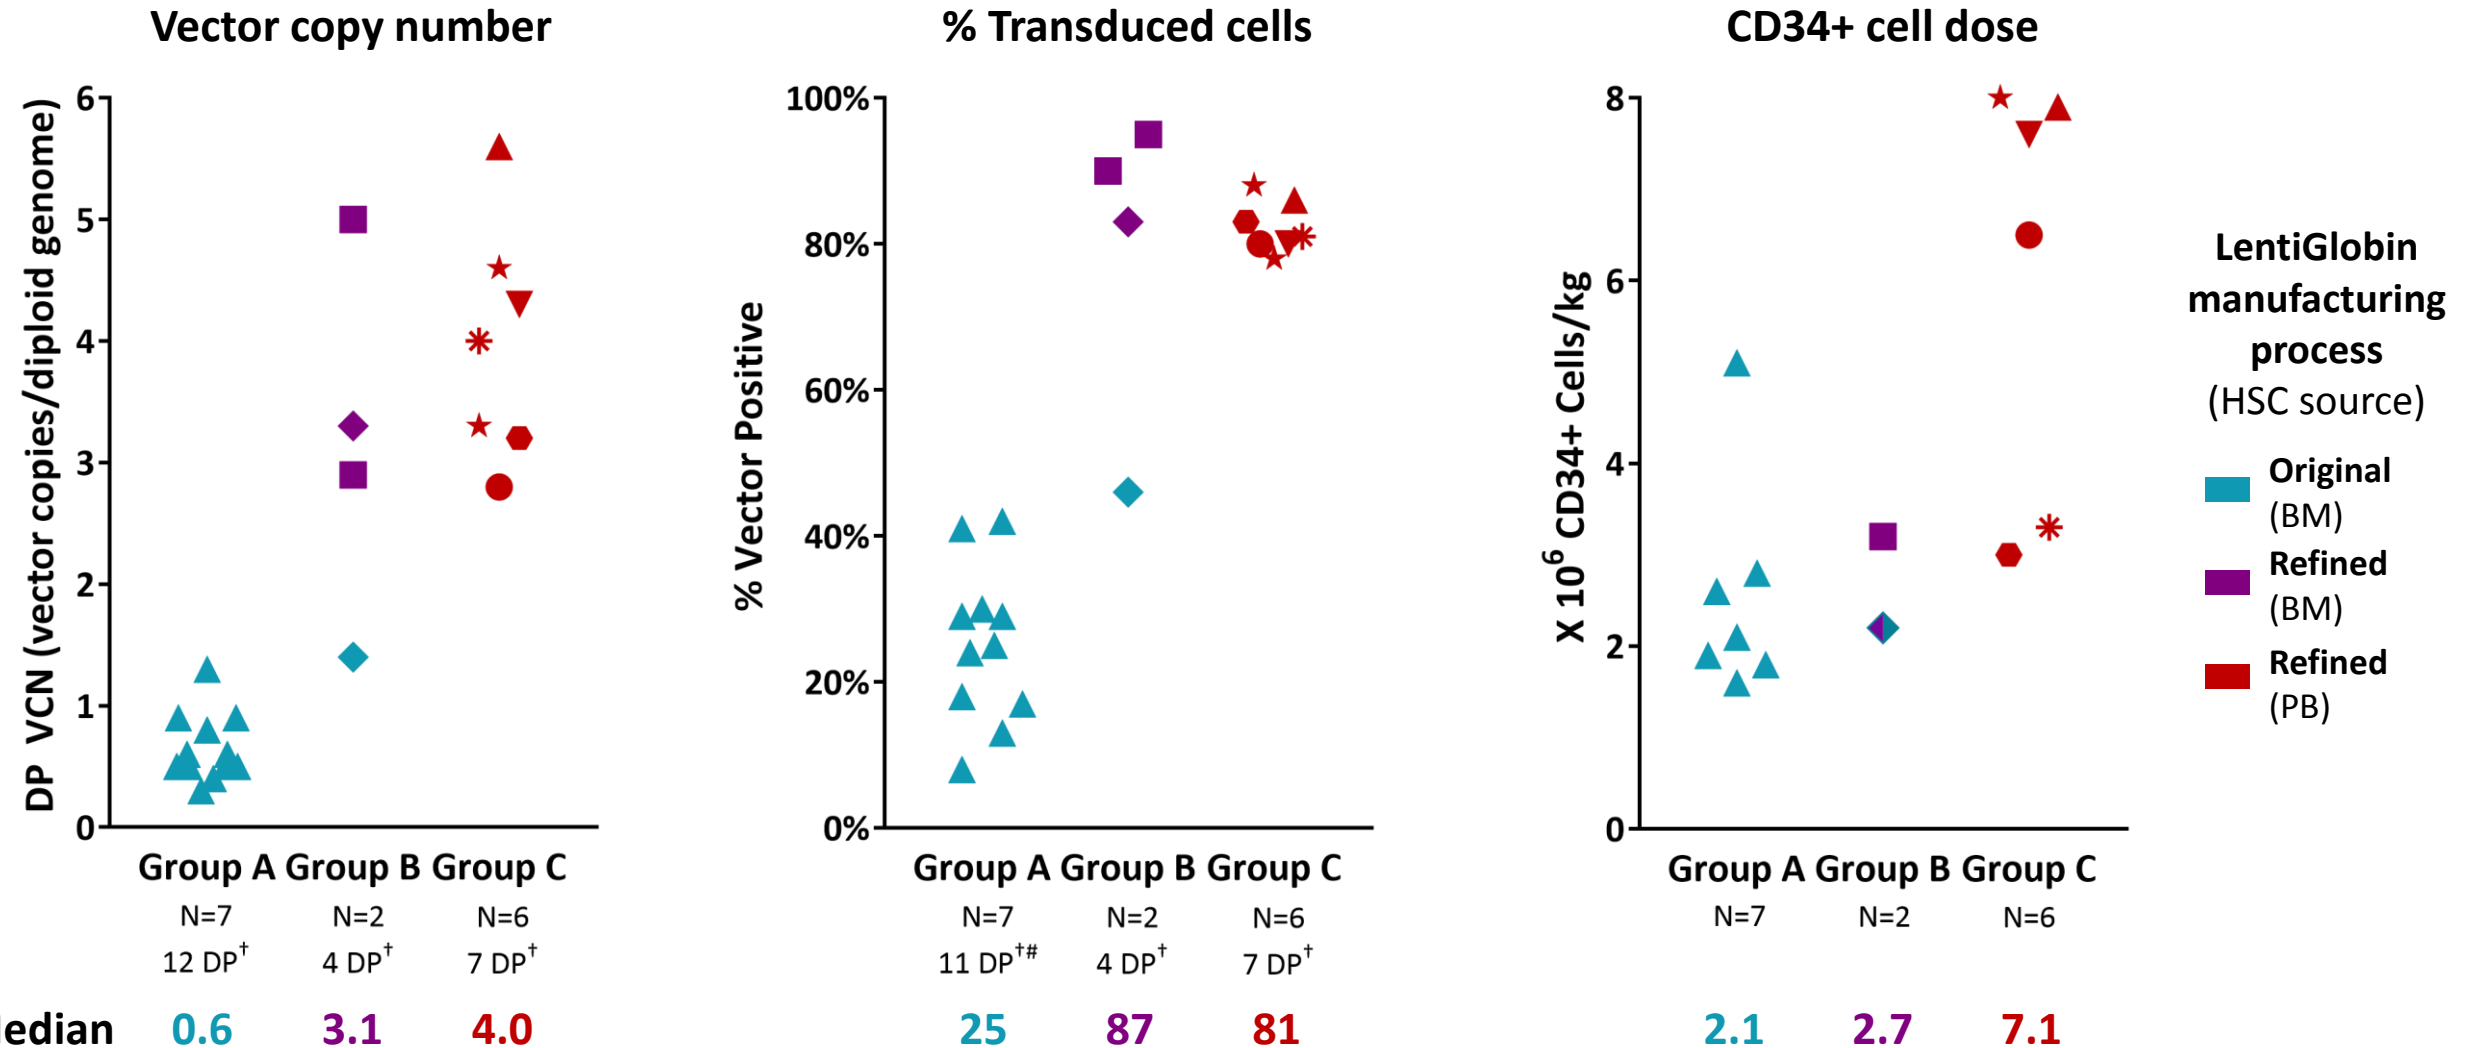 Vector copy number
DP VCN (vector copies/diploid genome)
6
5
4
3
2
1
0
Group A Group B Group C
N=7 N=2 N=6
12 DP† 4 DP† 7 DP†
% Transduced cells
% Vector Positive
100%
80%
60%
40%
20%
0%
Group A Group B Group C
N=7 N=2 N=6
11 DP†# 4 DP† 7 DP†
CD34+ cell dose
X 10⁶ CD34+ Cells/kg
8
6
4
2
0
Group A Group B Group C
N=7 N=2 N=6
LentiGlobin
manufacturing
process
(HSC source)
Original
(BM)
Refined
(BM)
Refined
(PB)
edian 0.6 3.1 4.0 25 87 81 2.1 2.7 7.1